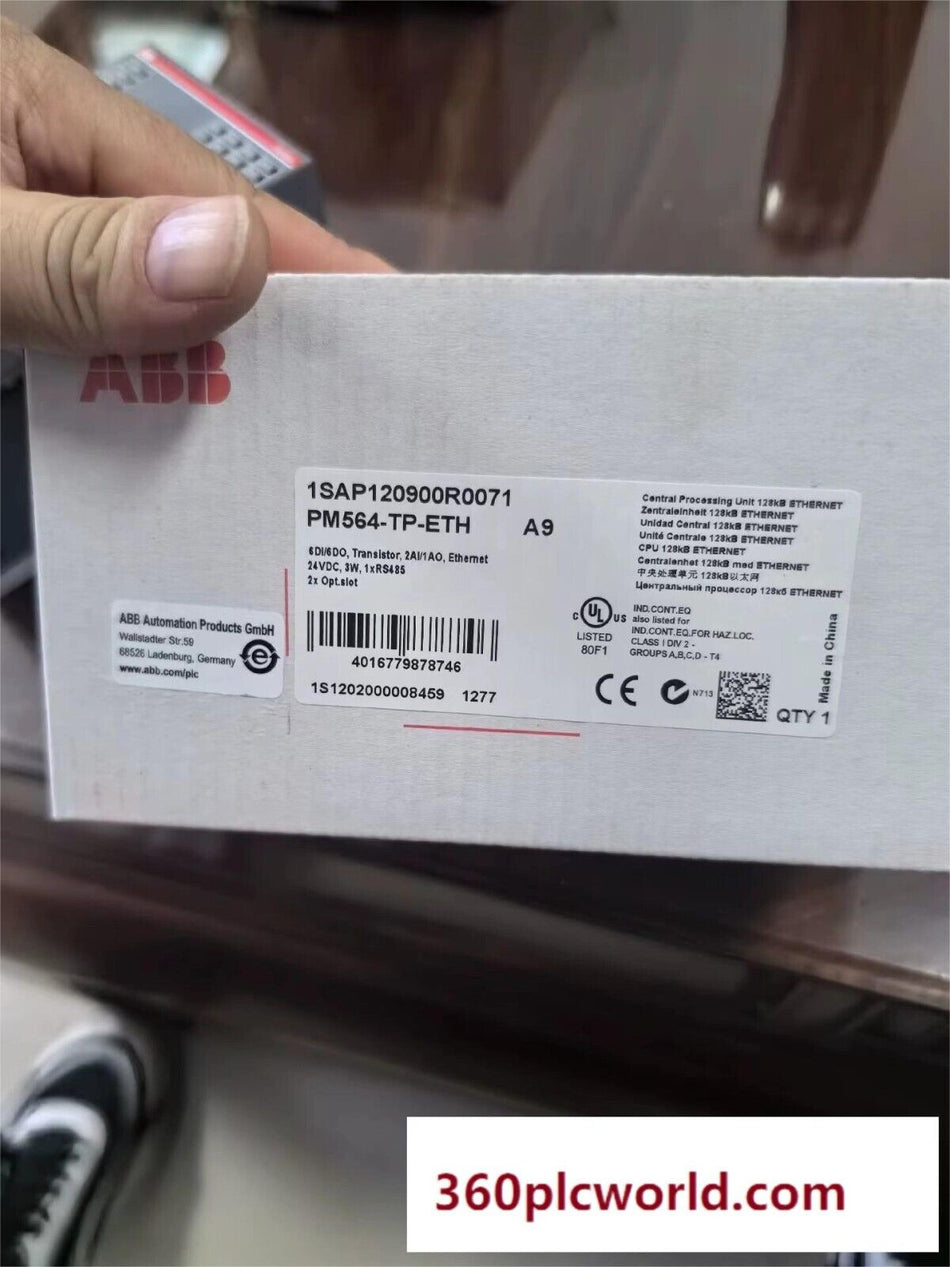 ABB
1SAP120900R0071
PM564-TP-ETH A9
6DI/6DO, Transistor, 2AI/1AO, Ethernet
24VDC, 3W, 1xRS485
2x Opt.slot
4016779878746
1S1202000008459 1277
Central Processing Unit 128kB ETHERNET
Zentraleinheit 128kB ETHERNET
Unidad Central 128kB ETHERNET
Unité Centrale 128kB ETHERNET
CPU 128kB ETHERNET
Centralenhet 128kB med ETHERNET
中央处理单元 128kB以太网
Центральный процессор 128кб ETHERNET
c UL US
LISTED
80F1
IND.CONT.EQ
also listed for
IND.CONT.EQ.FOR HAZ.LOC.
CLASS I DIV 2 -
GROUPS A,B,C,D - T4
CE
N713
QTY 1
Made in China
ABB Automation Products GmbH
Wallstadter Str.59
68526 Ladenburg, Germany
www.abb.com/plc
e
360plcworld.com